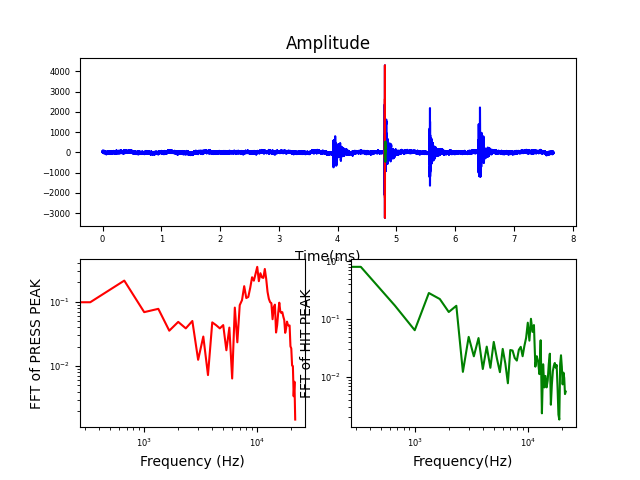 Amplitude
4000
3000
2000
1000
0
−1000
−2000
−3000
0 1 2 3 4 5 6 7 8
Time(ms)
FFT of PRESS PEAK
10⁻¹
10⁻²
10³ 10⁴
Frequency (Hz)
FFT of HIT PEAK
10⁰
10⁻¹
10⁻²
10³ 10⁴
Frequency(Hz)